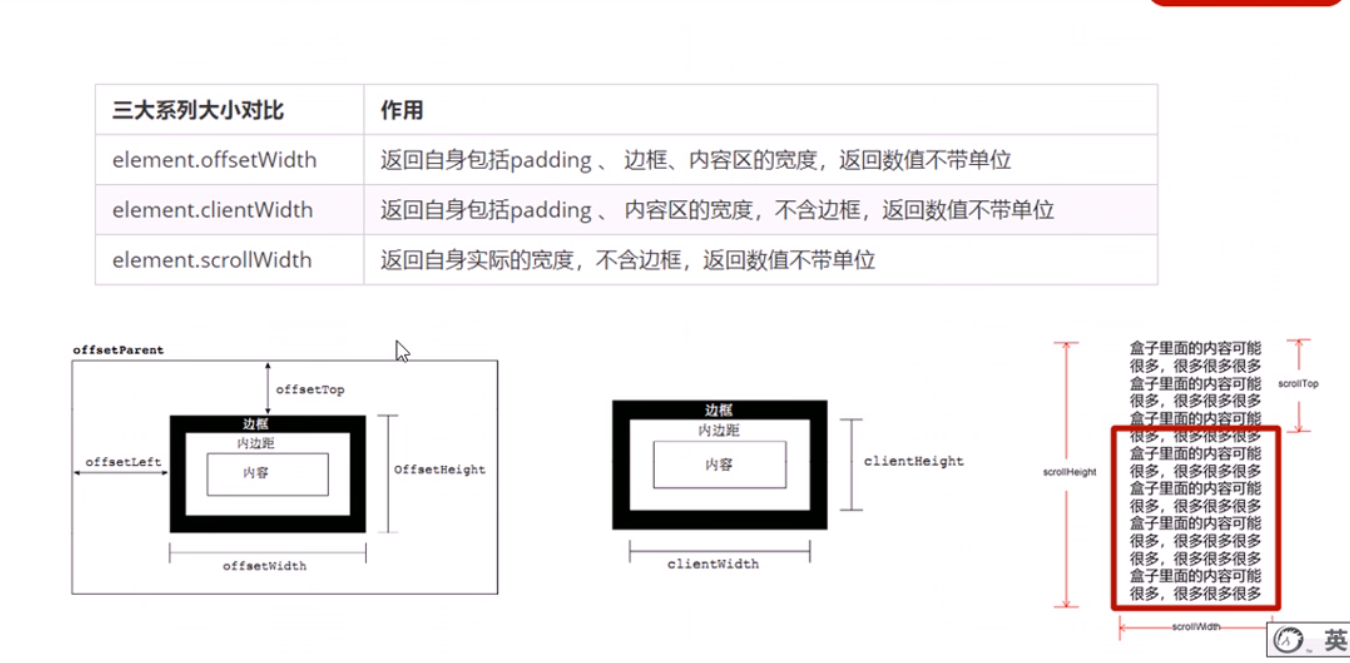 三大系列大小对比 作用
element.offsetWidth 返回自身包括padding 、 边框、内容区的宽度，返回数值不带单位
element.clientWidth 返回自身包括padding 、 内容区的宽度，不含边框，返回数值不带单位
element.scrollWidth 返回自身实际的宽度，不含边框，返回数值不带单位
offsetParent
offsetTop
边框
内边距
内容
offsetLeft
OffsetHeight
offsetWidth
边框
内边距
内容
clientHeight
clientWidth
盒子里面的内容可能
很多，很多很多很多
盒子里面的内容可能
很多，很多很多很多
盒子里面的内容可能
很多，很多很多很多
盒子里面的内容可能
很多，很多很多很多
盒子里面的内容可能
很多，很多很多很多
盒子里面的内容可能
很多，很多很多很多
很多，很多很多很多
盒子里面的内容可能
很多，很多很多很多
scrollTop
scrollHeight
scrollWidth
英